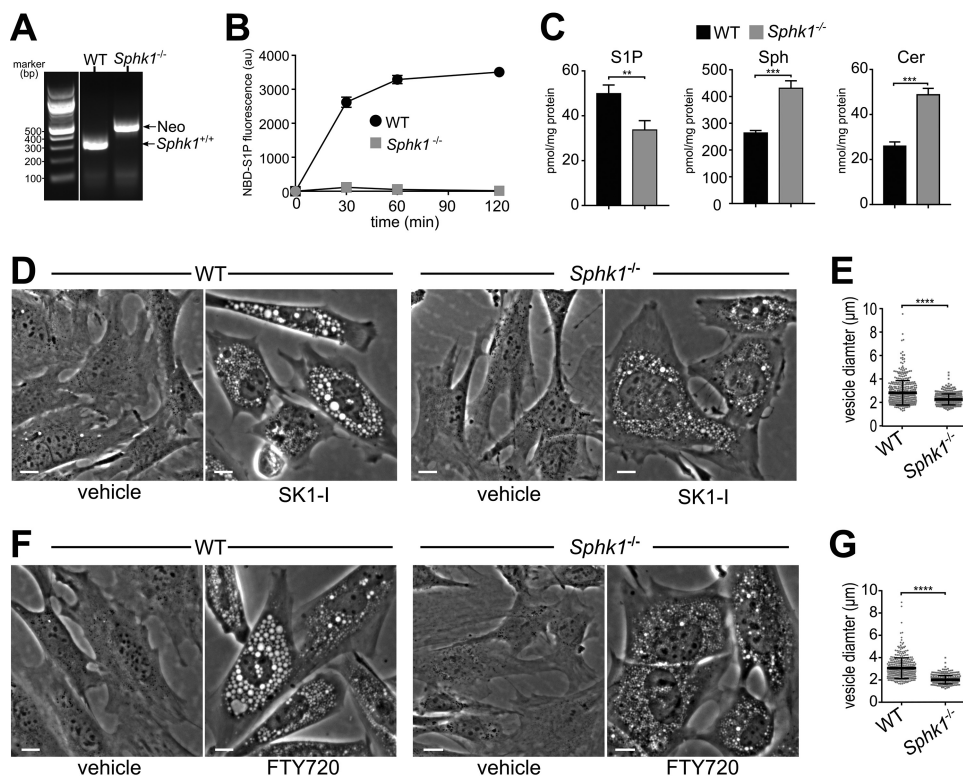 A
WT Sphk1-/-
marker
(bp)
500
400
300
100
Neo
Sphk1+/+
B
NBD-S1P fluorescence (au)
4000
3000
2000
1000
0
0 30 60 90 120
time (min)
WT
Sphk1-/-
C
WT Sphk1-/-
S1P
**
pmol/mg protein
60
40
20
0
Sph
***
pmol/mg protein
500
400
300
200
100
0
Cer
***
nmol/mg protein
60
40
20
0
D
WT
Sphk1-/-
vehicle
SK1-I
vehicle
SK1-I
E
vesicle diamter (μm)
10
8
6
4
2
0
****
WT
Sphk1-/-
F
WT
Sphk1-/-
vehicle
FTY720
vehicle
FTY720
G
vesicle diamter (μm)
10
8
6
4
2
0
****
WT
Sphk1-/-